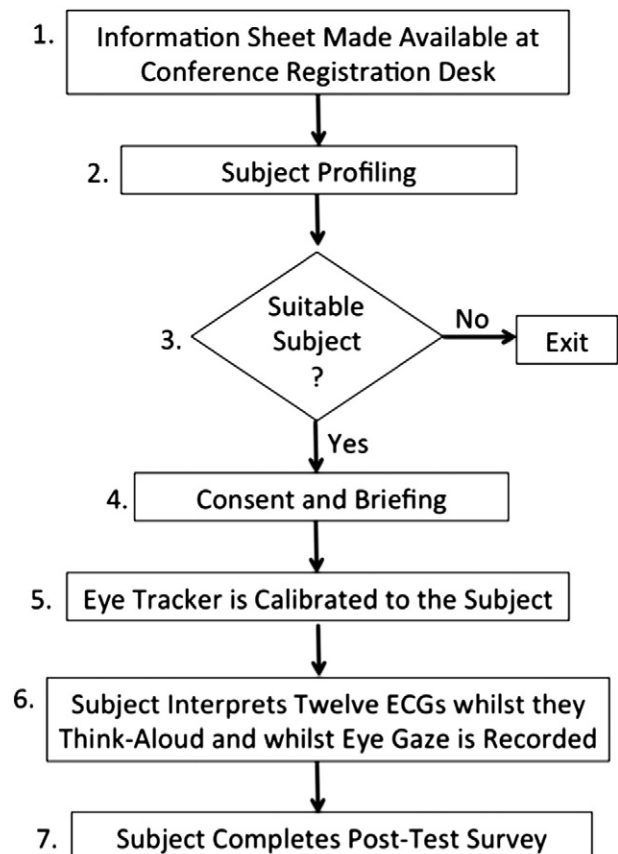 1. Information Sheet Made Available at
Conference Registration Desk
2. Subject Profiling
3. Suitable
Subject
?
No
Exit
Yes
4. Consent and Briefing
5. Eye Tracker is Calibrated to the Subject
6. Subject Interprets Twelve ECGs whilst they
Think-Aloud and whilst Eye Gaze is Recorded
7. Subject Completes Post-Test Survey